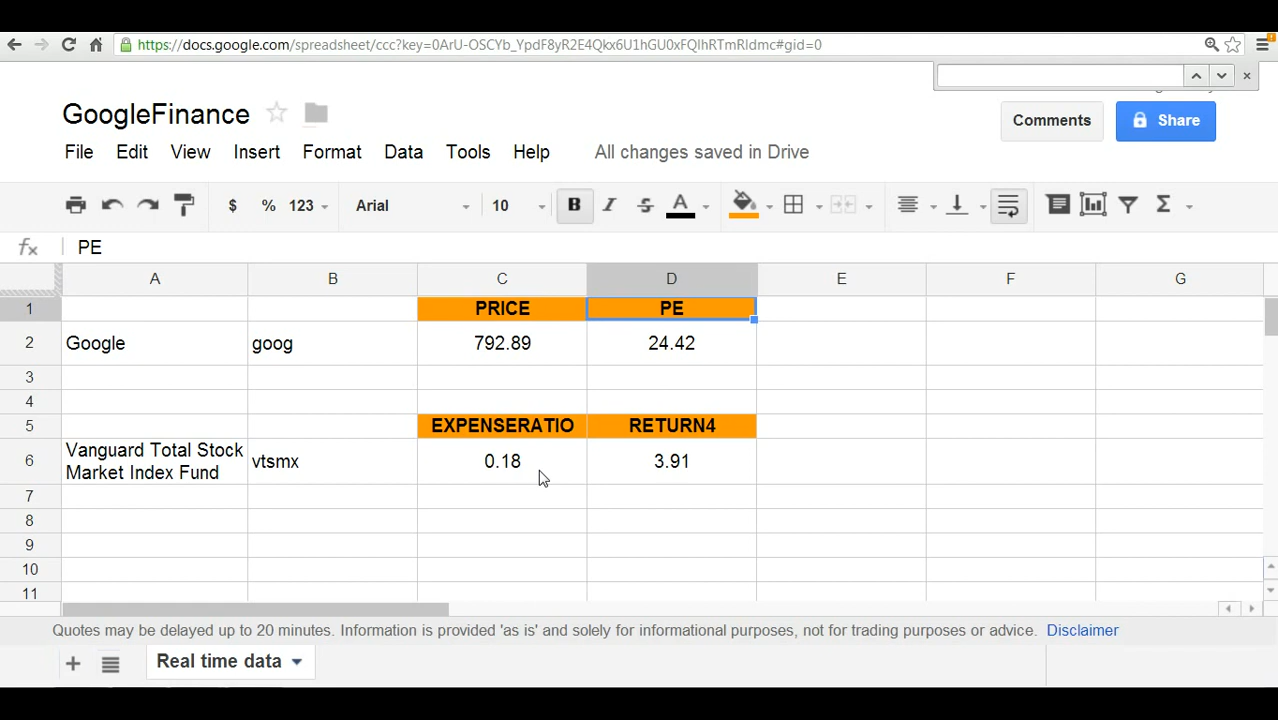 https://docs.google.com/spreadsheet/ccc?key=0ArU-OSCYb_YpdF8yR2E4Qkx6U1hGU0xFQlhRTmRIdmc#gid=0
GoogleFinance
Comments
Share
File Edit View Insert Format Data Tools Help All changes saved in Drive
$ % 123 Arial 10 B I S A Σ
fx PE
A B C D E F G
1 PRICE PE
2 Google goog 792.89 24.42
3
4
5 EXPENSERATIO RETURN4
6 Vanguard Total Stock
Market Index Fund vtsmx 0.18 3.91
7
8
9
10
11
Quotes may be delayed up to 20 minutes. Information is provided 'as is' and solely for informational purposes, not for trading purposes or advice. Disclaimer
+ Real time data